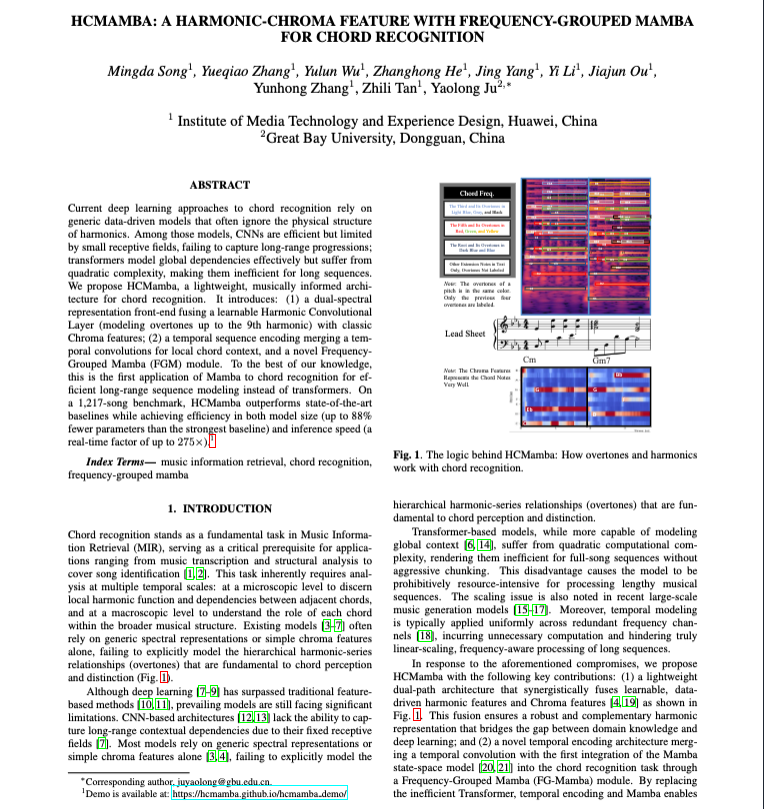 HCMAMBA: A HARMONIC-CHROMA FEATURE WITH FREQUENCY-GROUPED MAMBA
FOR CHORD RECOGNITION
Mingda Song1, Yueqiao Zhang1, Yulun Wu1, Zhanghong He1, Jing Yang1, Yi Li1, Jiajun Ou1,
Yunhong Zhang1, Zhili Tan1, Yaolong Ju2,*
1 Institute of Media Technology and Experience Design, Huawei, China
2Great Bay University, Dongguan, China
ABSTRACT
Current deep learning approaches to chord recognition rely on
generic data-driven models that often ignore the physical structure
of harmonics. Among those models, CNNs are efficient but limited
by small receptive fields, failing to capture long-range progressions;
transformers model global dependencies effectively but suffer from
quadratic complexity, making them inefficient for long sequences.
We propose HCMamba, a lightweight, musically informed archi-
tecture for chord recognition. It introduces: (1) a dual-spectral
representation front-end fusing a learnable Harmonic Convolutional
Layer (modeling overtones up to the 9th harmonic) with classic
Chroma features; (2) a temporal sequence encoding merging a tem-
poral convolutions for local chord context, and a novel Frequency-
Grouped Mamba (FGM) module. To the best of our knowledge,
this is the first application of Mamba to chord recognition for ef-
ficient long-range sequence modeling instead of transformers. On
a 1,217-song benchmark, HCMamba outperforms state-of-the-art
baselines while achieving efficiency in both model size (up to 88%
fewer parameters than the strongest baseline) and inference speed (a
real-time factor of up to 275×).1
Index Terms— music information retrieval, chord recognition,
frequency-grouped mamba
1. INTRODUCTION
Chord recognition stands as a fundamental task in Music Informa-
tion Retrieval (MIR), serving as a critical prerequisite for applica-
tions ranging from music transcription and structural analysis to
cover song identification [1, 2]. This task inherently requires anal-
ysis at multiple temporal scales: at a microscopic level to discern
local harmonic function and dependencies between adjacent chords,
and at a macroscopic level to understand the role of each chord
within the broader musical structure. Existing models [3–7] often
rely on generic spectral representations or simple chroma features
alone, failing to explicitly model the hierarchical harmonic-series
relationships (overtones) that are fundamental to chord perception
and distinction (Fig. 1).
Although deep learning [7–9] has surpassed traditional feature-
based methods [10, 11], prevailing models are still facing significant
limitations. CNN-based architectures [12, 13] lack the ability to cap-
ture long-range contextual dependencies due to their fixed receptive
fields [7]. Most models rely on generic spectral representations or
simple chroma features alone [3, 4], failing to explicitly model the
*Corresponding author, juyaolong@gbu.edu.cn.
1Demo is available at: https://hcmamba.github.io/hcmamba_demo/
Chord Freq.
The Third and Its Overtones in
Light Blue, Gray, and Black
The Fifth and Its Overtones in
Red, Green, and Yellow
The Root and Its Overtones in
Dark Blue and Blue
Other Extension Notes in Text
Only, Overtones Not Labeled
Note: The overtones of a
pitch is in the same color.
Only the previous four
overtones are labeled.
Lead Sheet
Cm
Gm7
Note: The Chroma Features
Represents the Chord Notes
Very Well.
Fig. 1. The logic behind HCMamba: How overtones and harmonics
work with chord recognition.
hierarchical harmonic-series relationships (overtones) that are fun-
damental to chord perception and distinction.
Transformer-based models, while more capable of modeling
global context [6, 14], suffer from quadratic computational com-
plexity, rendering them inefficient for full-song sequences without
aggressive chunking. This disadvantage causes the model to be
prohibitively resource-intensive for processing lengthy musical
sequences. The scaling issue is also noted in recent large-scale
music generation models [15–17]. Moreover, temporal modeling
is typically applied uniformly across redundant frequency chan-
nels [18], incurring unnecessary computation and hindering truly
linear-scaling, frequency-aware processing of long sequences.
In response to the aforementioned compromises, we propose
HCMamba with the following key contributions: (1) a lightweight
dual-path architecture that synergistically fuses learnable, data-
driven harmonic features and Chroma features [4, 19] as shown in
Fig. 1. This fusion ensures a robust and complementary harmonic
representation that bridges the gap between domain knowledge and
deep learning; and (2) a novel temporal encoding architecture merg-
ing a temporal convolution with the first integration of the Mamba
state-space model [20, 21] into the chord recognition task through
a Frequency-Grouped Mamba (FG-Mamba) module. By replacing
the inefficient Transformer, temporal encoding and Mamba enables